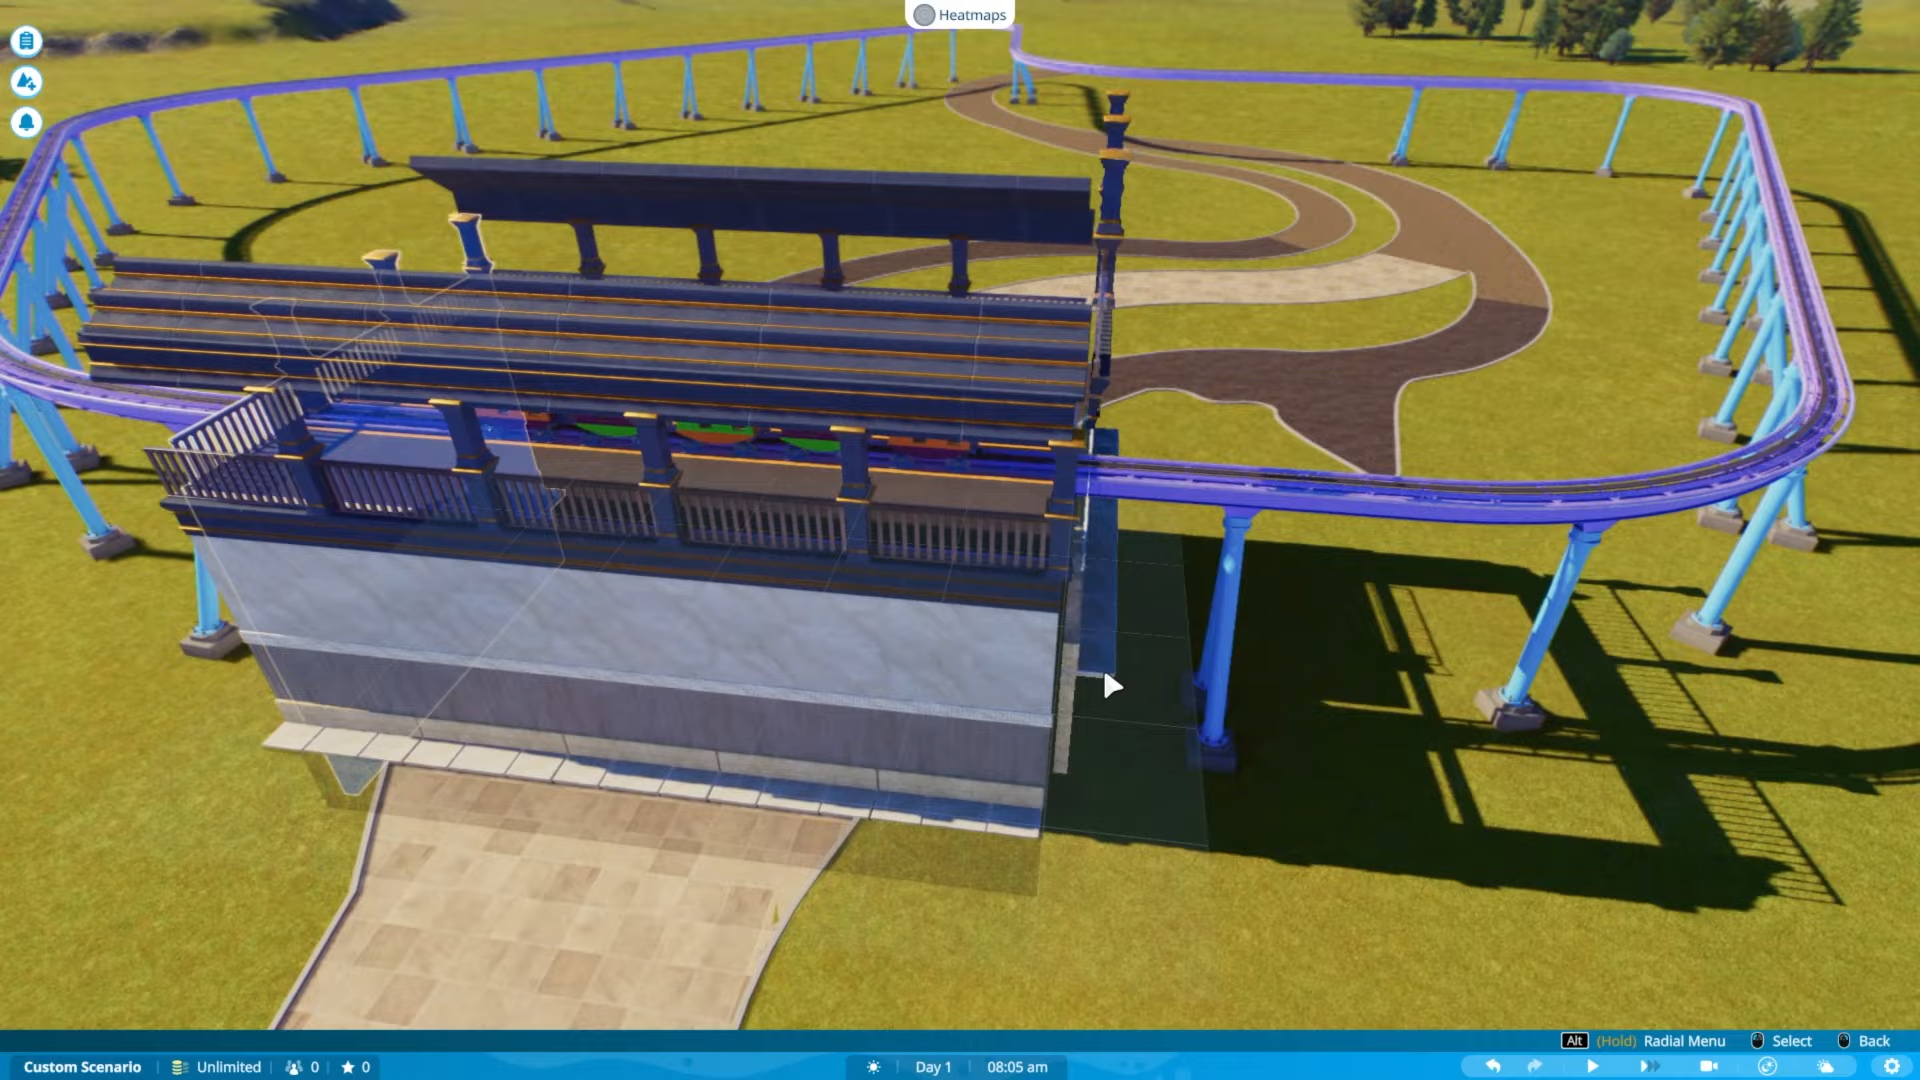 Heatmaps
Alt (Hold) Radial Menu Select Back
Custom Scenario Unlimited 0 0 Day 1 08:05 am